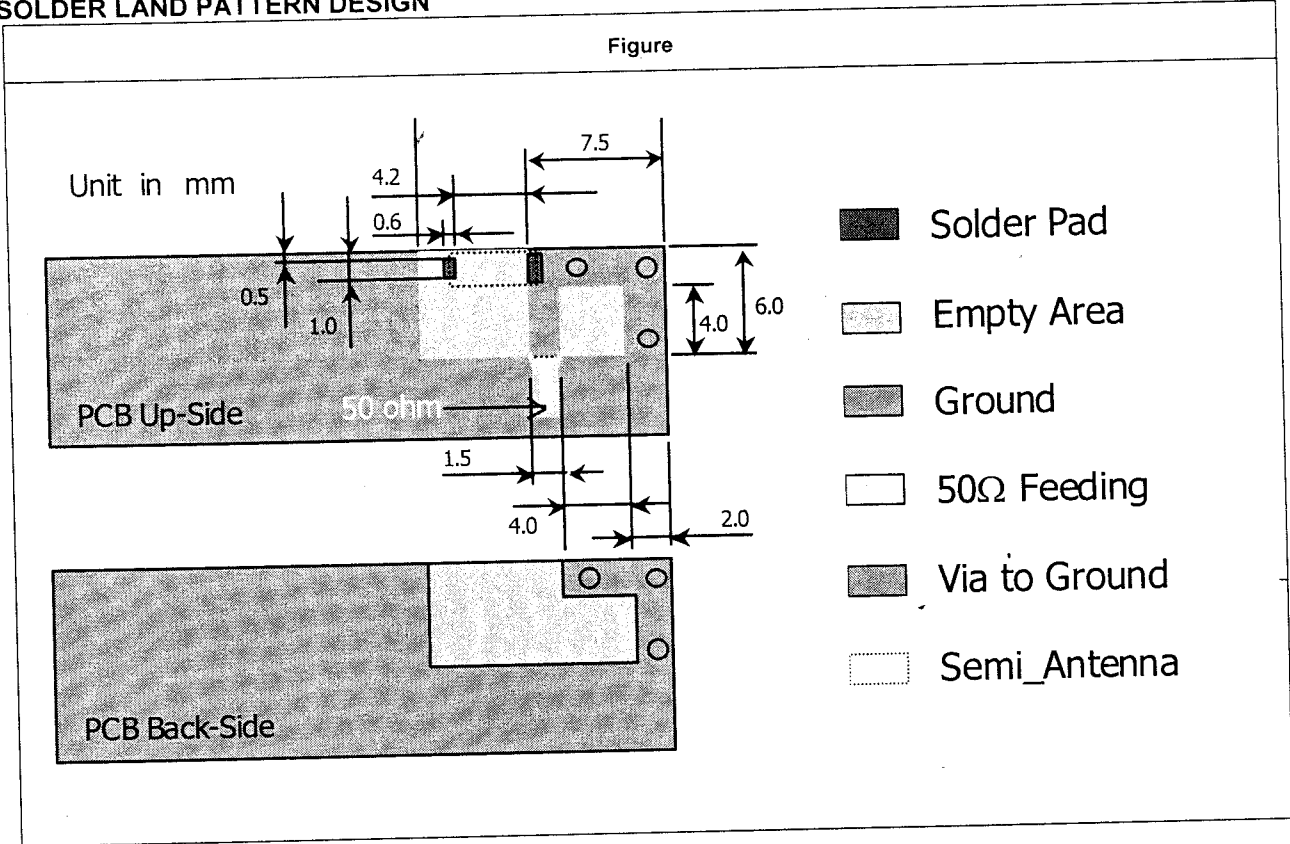 SOLDER LAND PATTERN DESIGN
Figure
Unit in mm
7.5
4.2
0.6
0.5
1.0
4.0
6.0
PCB Up-Side
50 ohm
1.5
4.0
2.0
PCB Back-Side
Solder Pad
Empty Area
Ground
50Ω Feeding
Via to Ground
Semi_Antenna